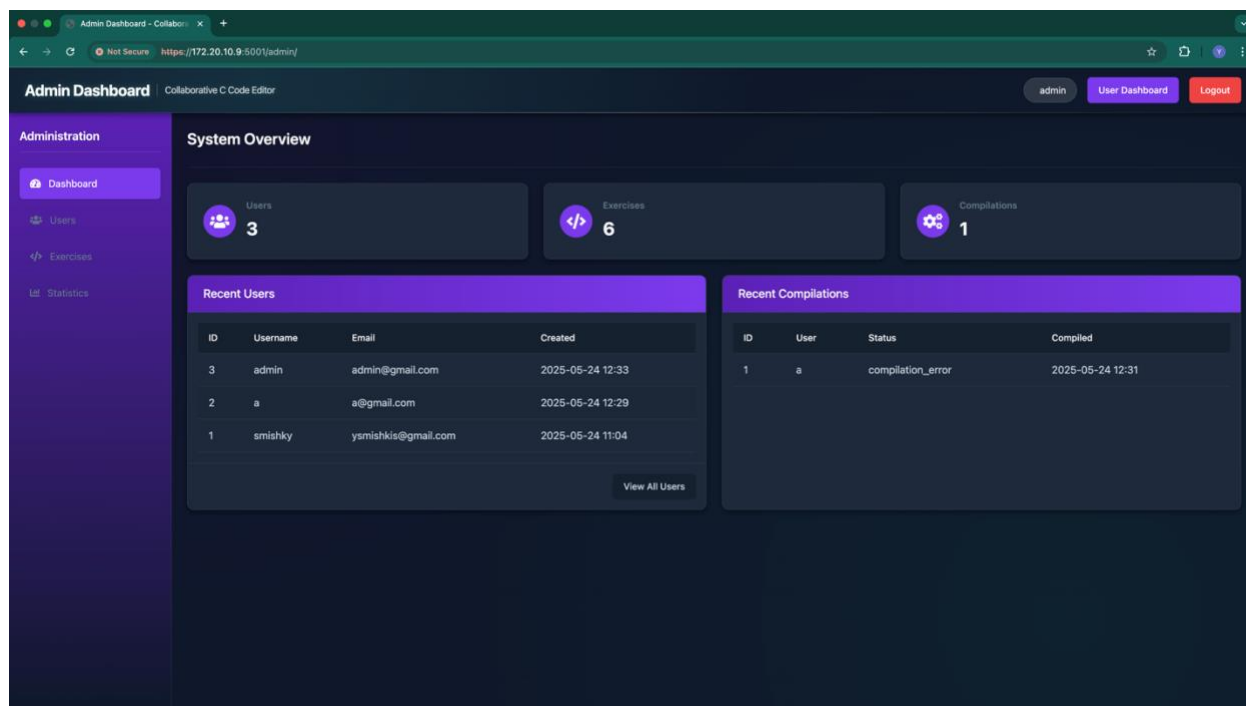 Admin Dashboard - Collabor
Not Secure https://172.20.10.9:5001/admin/
Admin Dashboard Collaborative C Code Editor admin User Dashboard Logout
Administration
Dashboard
Users
Exercises
Statistics
System Overview
Users
3
Exercises
6
Compilations
1
Recent Users
ID Username Email Created
3 admin admin@gmail.com 2025-05-24 12:33
2 a a@gmail.com 2025-05-24 12:29
1 smishky ysmishkis@gmail.com 2025-05-24 11:04
View All Users
Recent Compilations
ID User Status Compiled
1 a compilation_error 2025-05-24 12:31